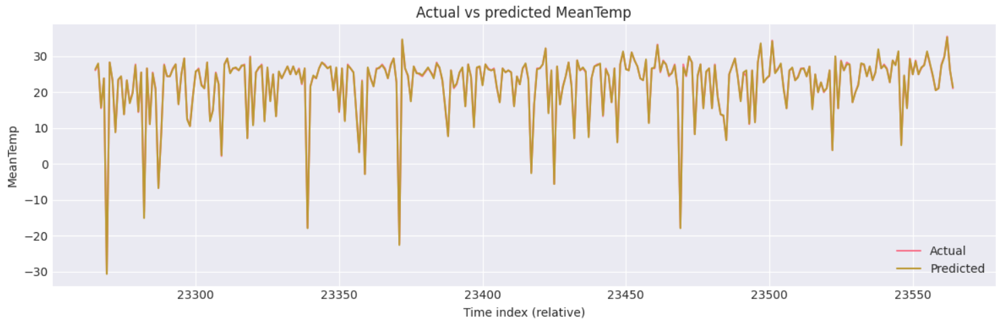 Actual vs predicted MeanTemp
MeanTemp
30
20
10
0
−10
−20
−30
Actual
Predicted
23300 23350 23400 23450 23500 23550
Time index (relative)